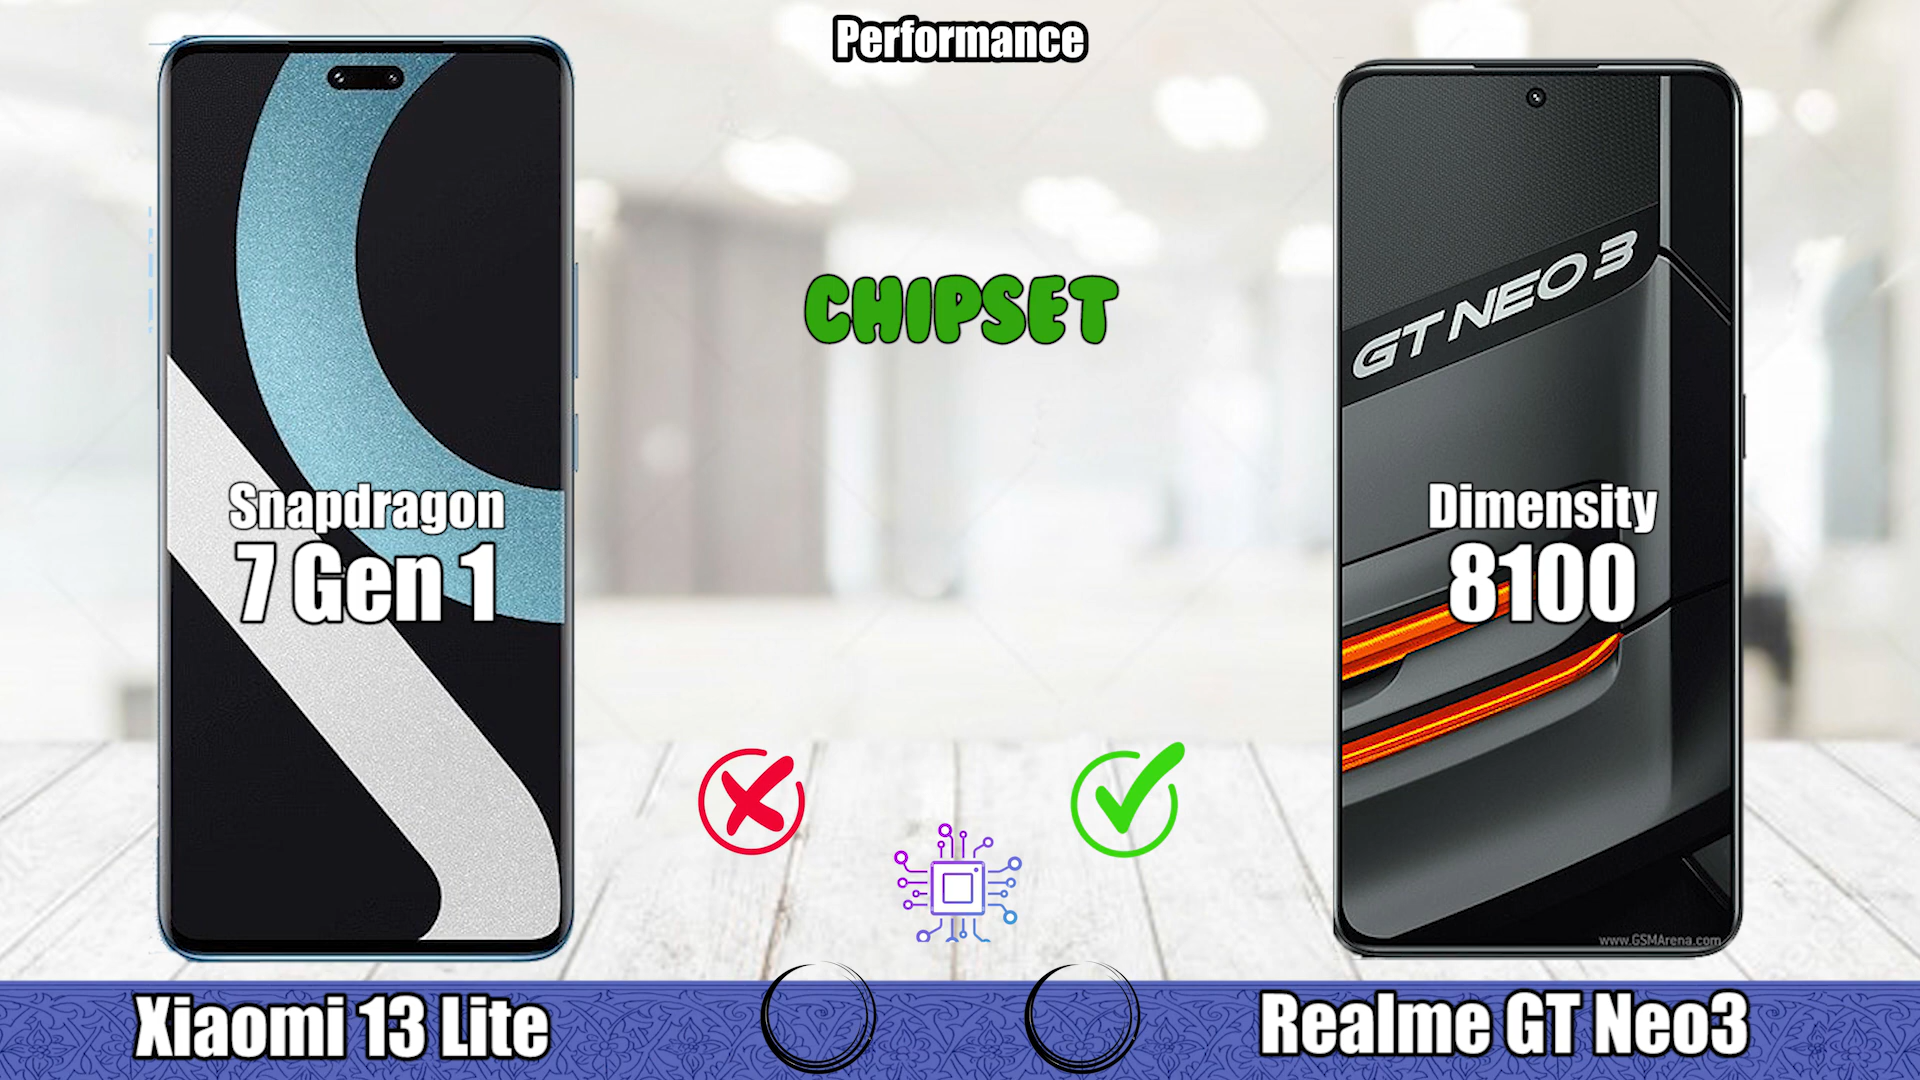 Performance
CHIPSET
GT NEO 3
Snapdragon
7 Gen 1
Dimensity
8100
www.GSMArena.com
Xiaomi 13 Lite
Realme GT Neo3